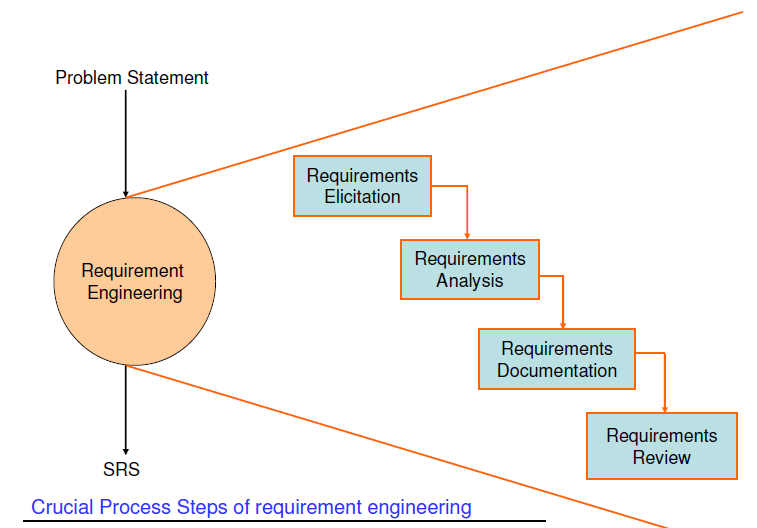 Problem Statement
Requirements
Elicitation
Requirements
Analysis
Requirement
Engineering
Requirements
Documentation
Requirements
Review
SRS
Crucial Process Steps of requirement engineering